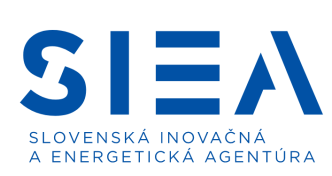 SIEA
SLOVENSKÁ INOVAČNÁ
A ENERGETICKÁ AGENTÚRA